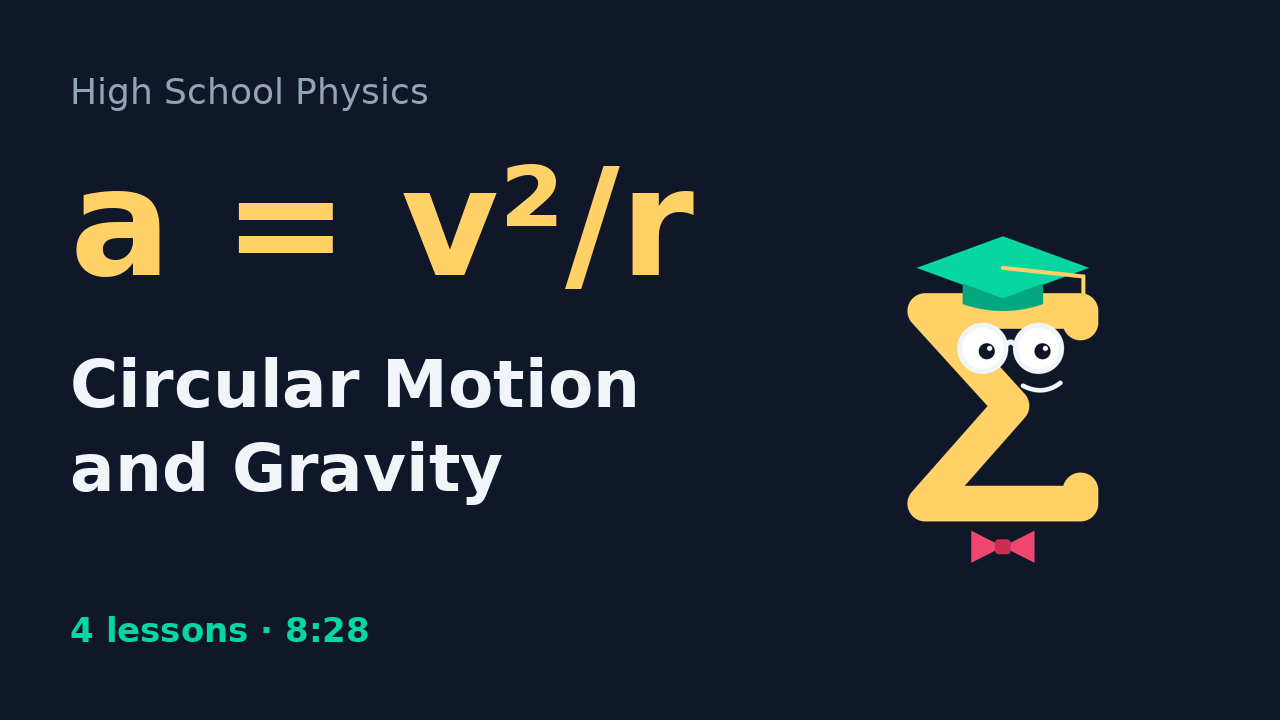 High School Physics
a = v²/r
Circular Motion
and Gravity
4 lessons · 8:28